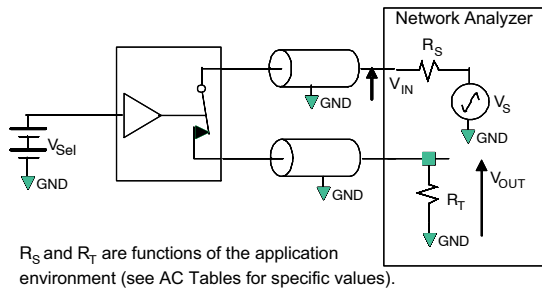 Network Analyzer
R_S
V_IN
GND
V_S
GND
V_Sel
GND
GND
V_OUT
R_T
GND
R_S and R_T are functions of the application
environment (see AC Tables for specific values).